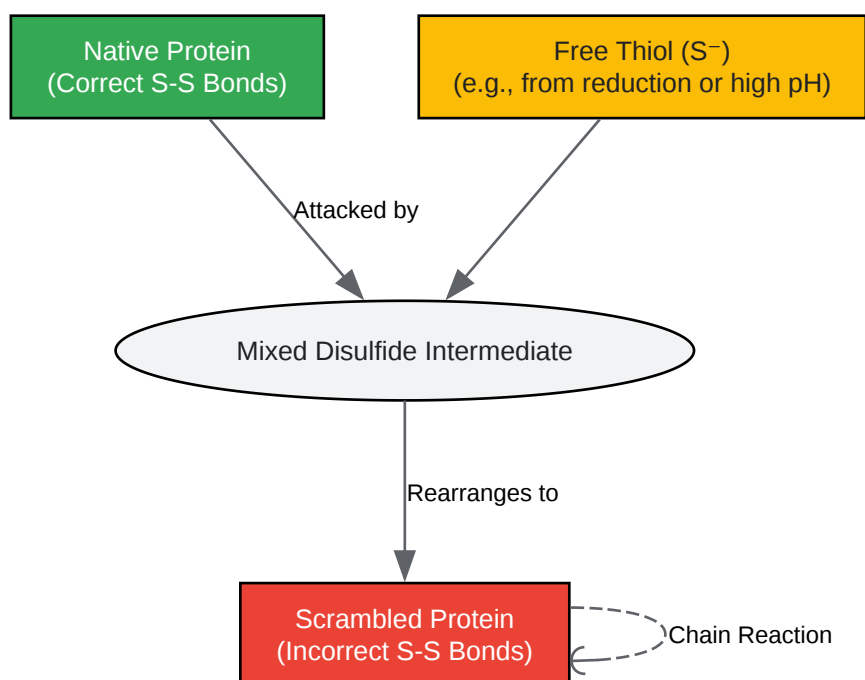 Native Protein
(Correct S-S Bonds)
Free Thiol (S⁻)
(e.g., from reduction or high pH)
Attacked by
Mixed Disulfide Intermediate
Rearranges to
Scrambled Protein
(Incorrect S-S Bonds)
Chain Reaction